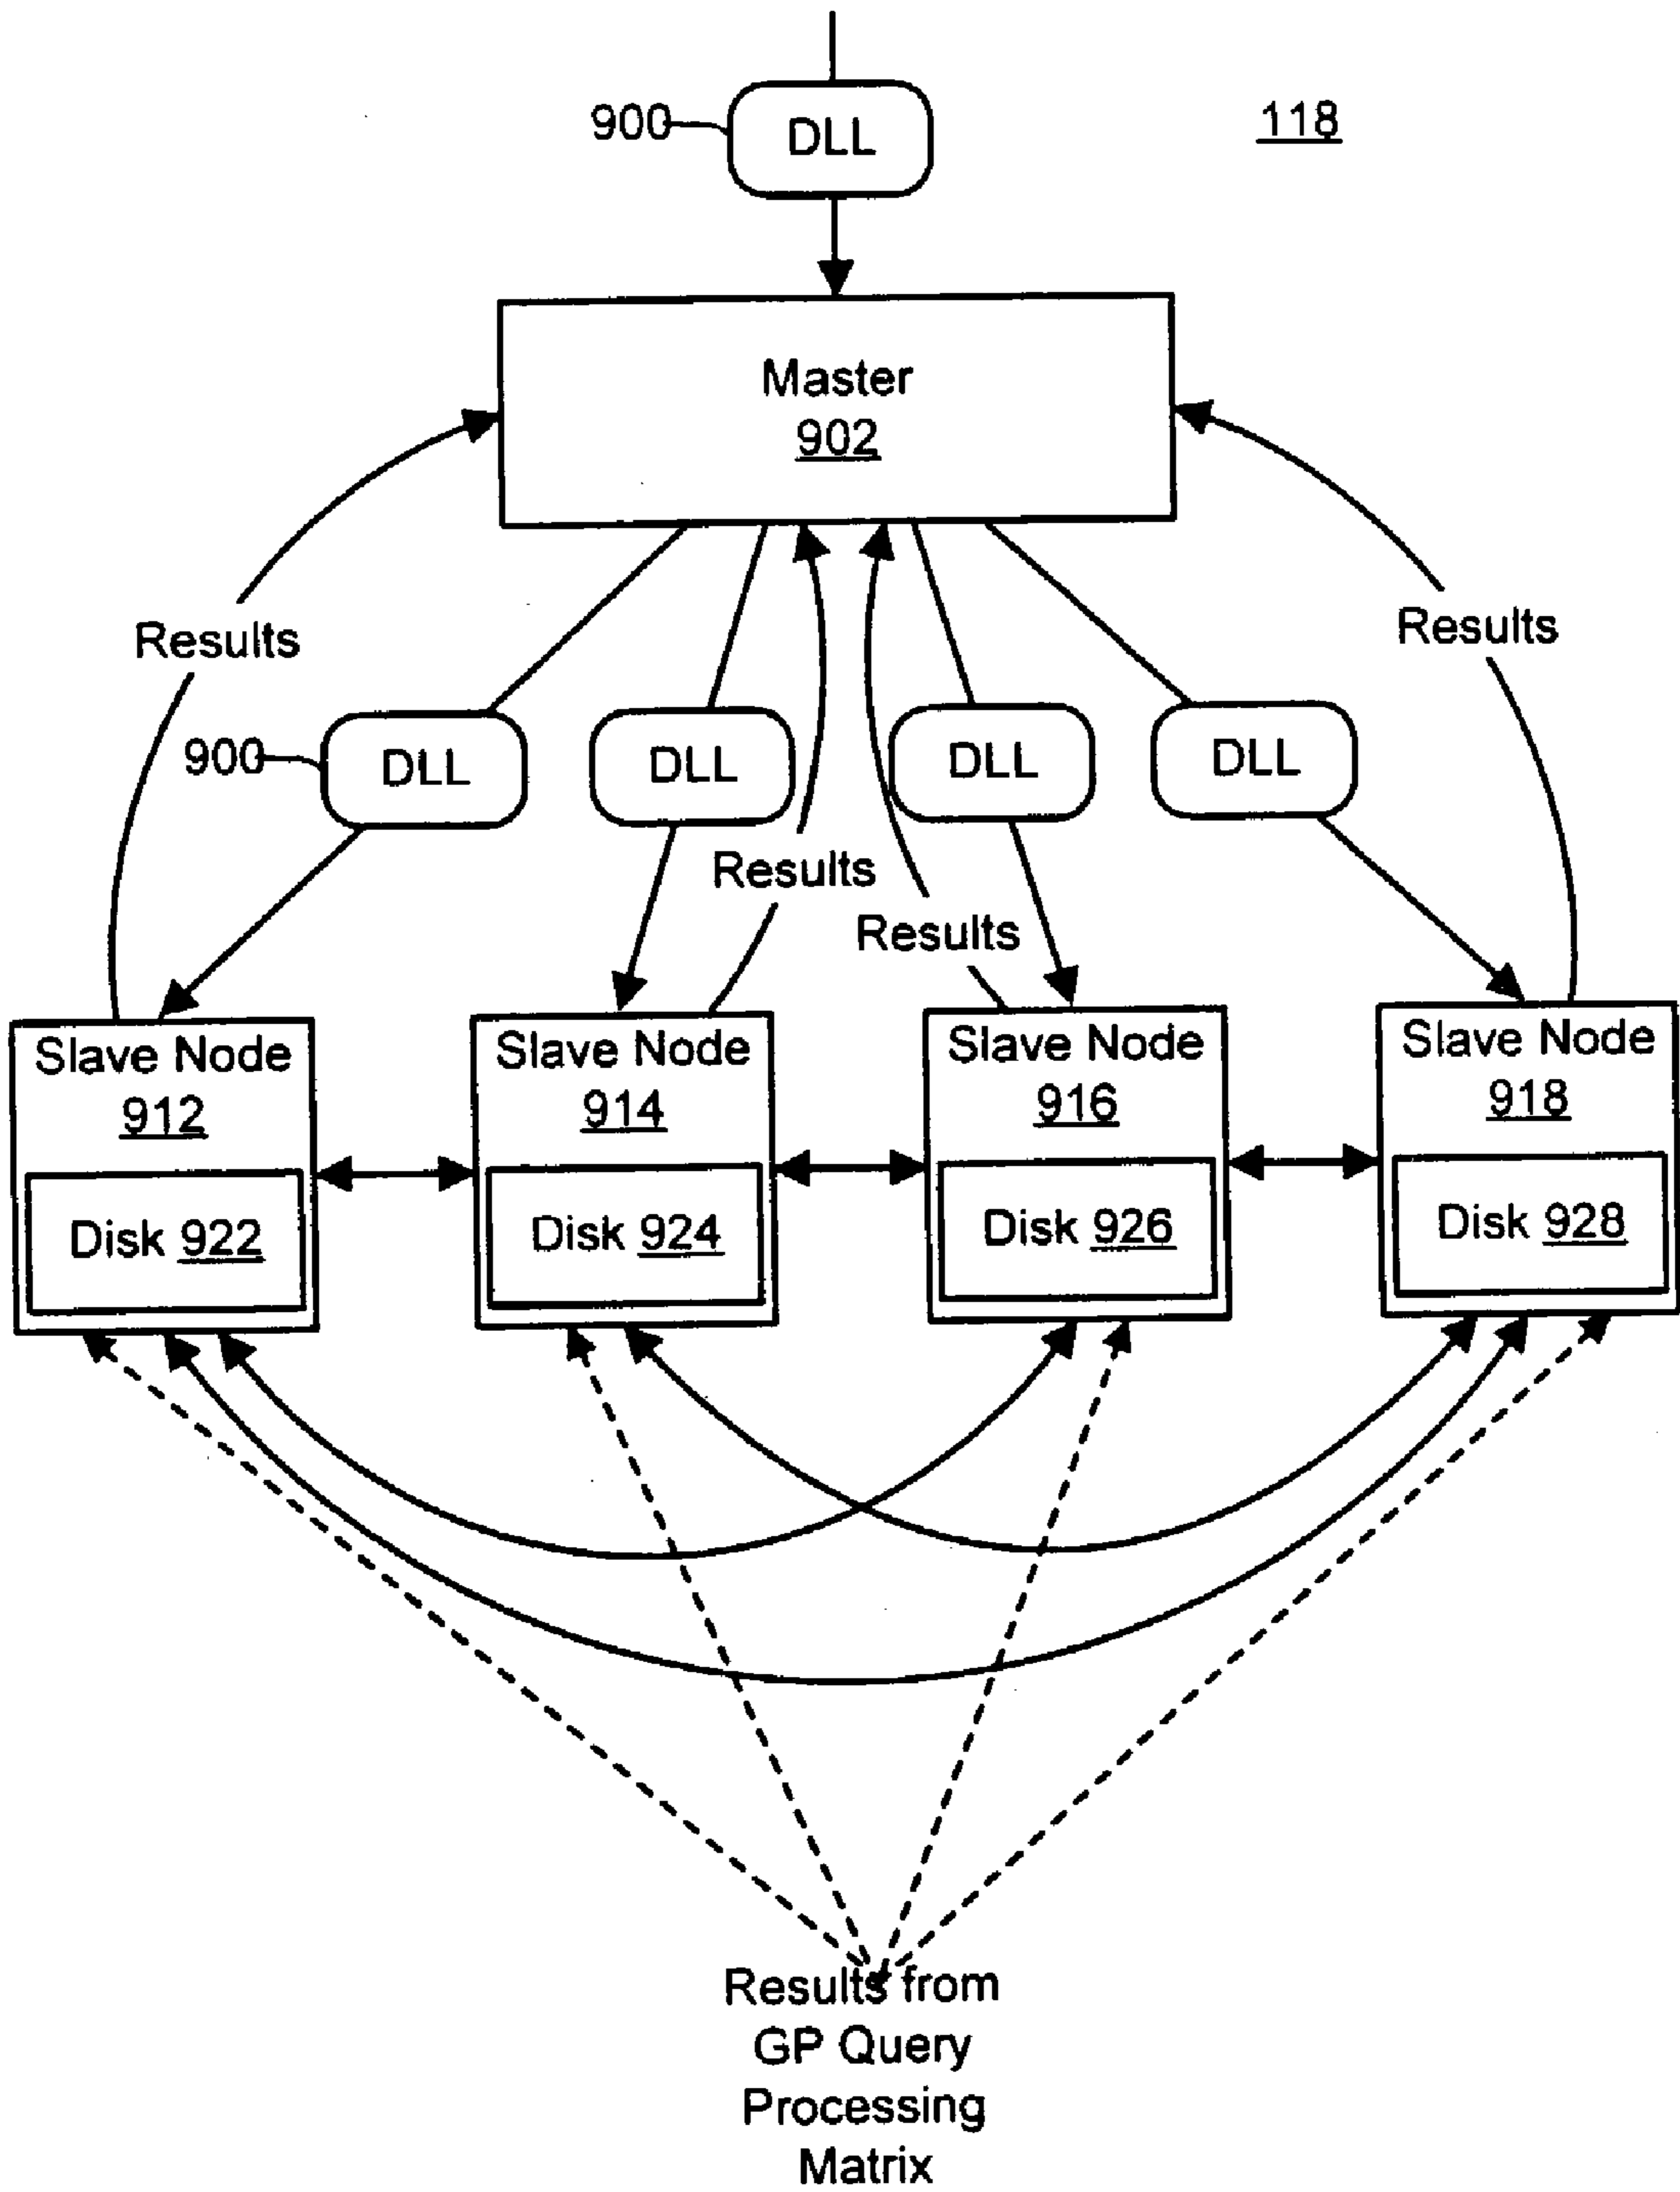 900
DLL
118
Master
902
Results
Results
900
DLL
DLL
DLL
DLL
Results
Results
Slave Node
912
Disk 922
Slave Node
914
Disk 924
Slave Node
916
Disk 926
Slave Node
918
Disk 928
Results from
GP Query
Processing
Matrix